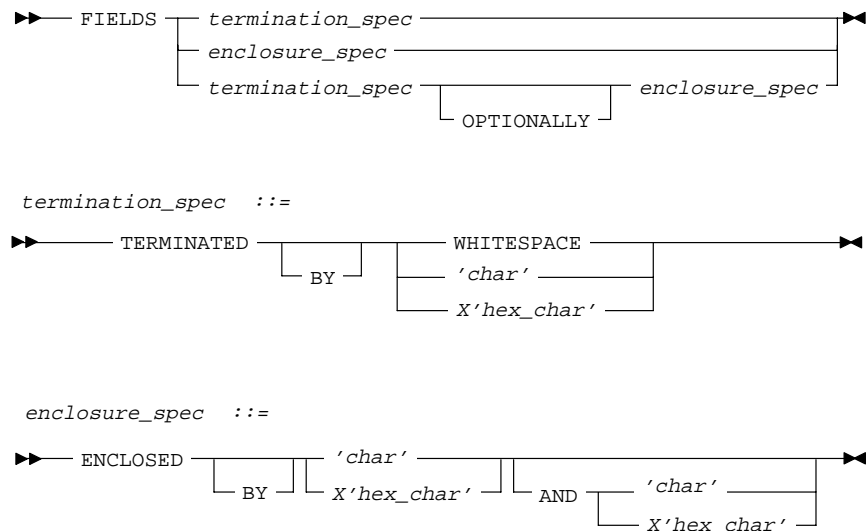 FIELDS termination_spec
enclosure_spec
termination_spec enclosure_spec
OPTIONALLY
termination_spec ::=
TERMINATED WHITESPACE
BY 'char'
X'hex_char'
enclosure_spec ::=
ENCLOSED 'char'
BY X'hex_char' AND 'char'
X'hex_char'